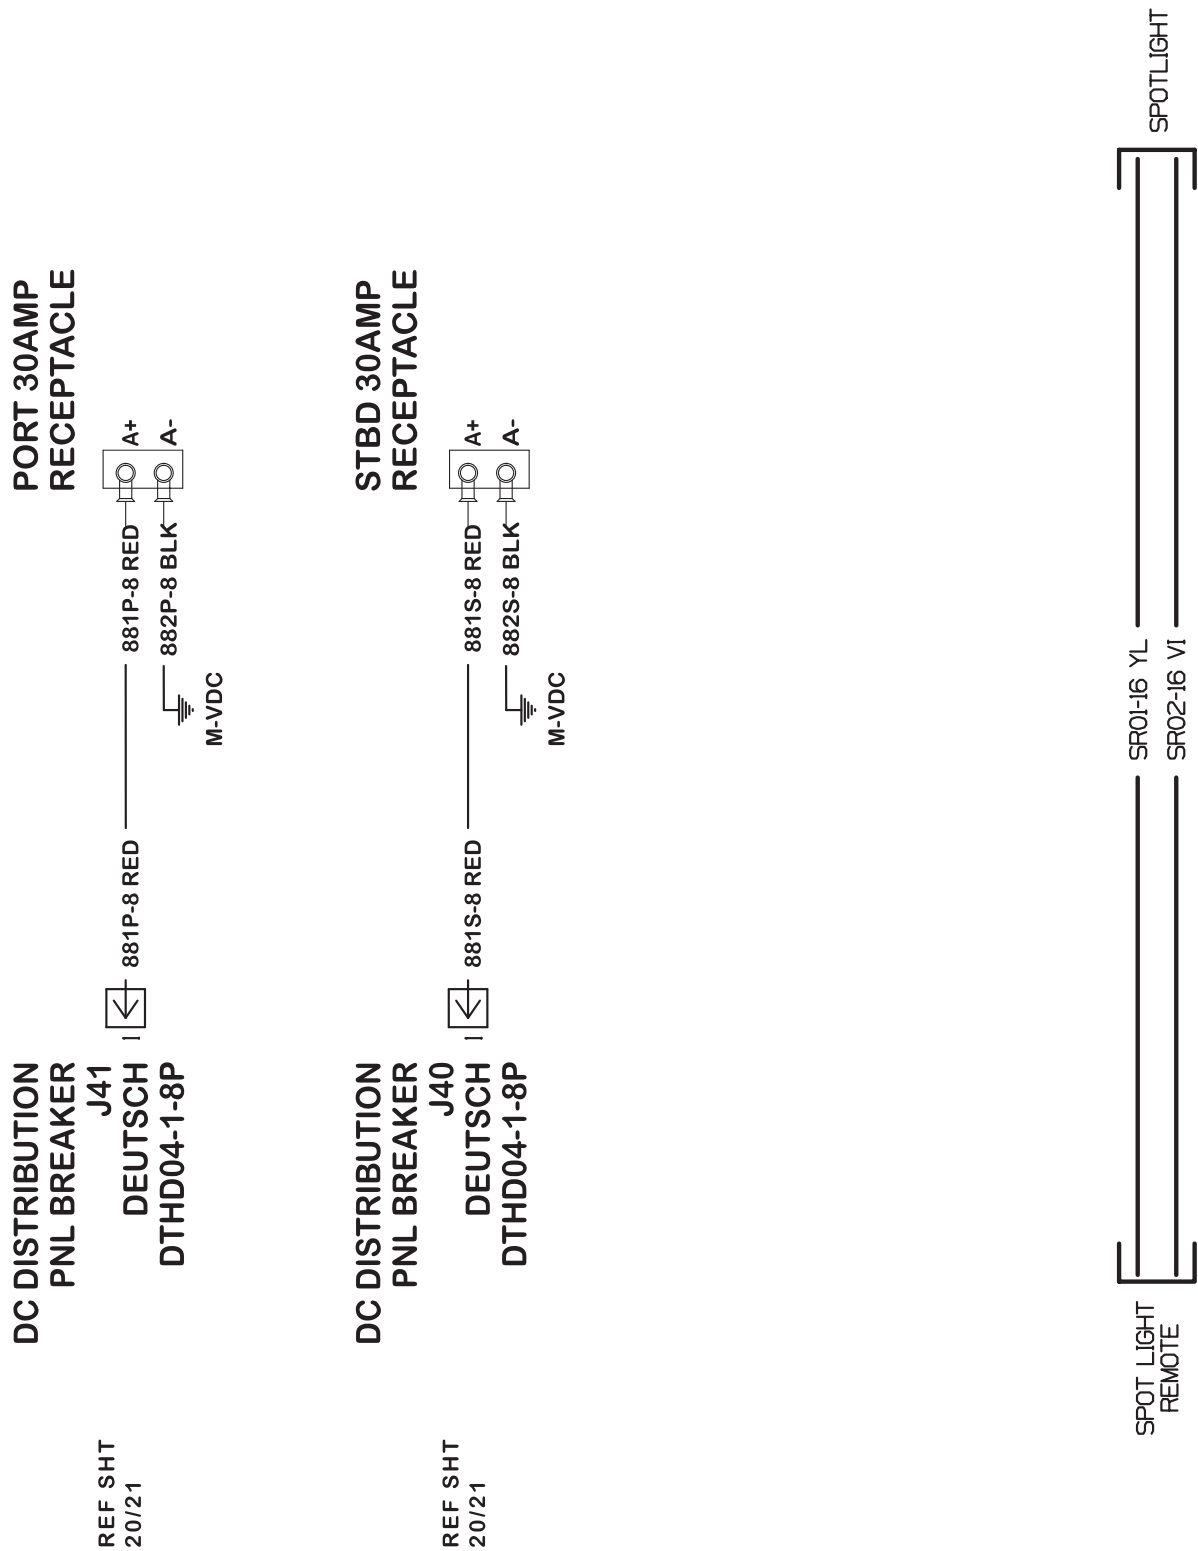 REF SHT
20/21
DC DISTRIBUTION
PNL BREAKER
J41
DEUTSCH
DTHD04-1-8P
1
881P-8 RED
881P-8 RED
882P-8 BLK
M-VDC
PORT 30AMP
RECEPTACLE
A+
A-
REF SHT
20/21
DC DISTRIBUTION
PNL BREAKER
J40
DEUTSCH
DTHD04-1-8P
1
881S-8 RED
881S-8 RED
882S-8 BLK
M-VDC
STBD 30AMP
RECEPTACLE
A+
A-
SPOT LIGHT
REMOTE
SR01-16 YL
SR02-16 VI
SPOTLIGHT